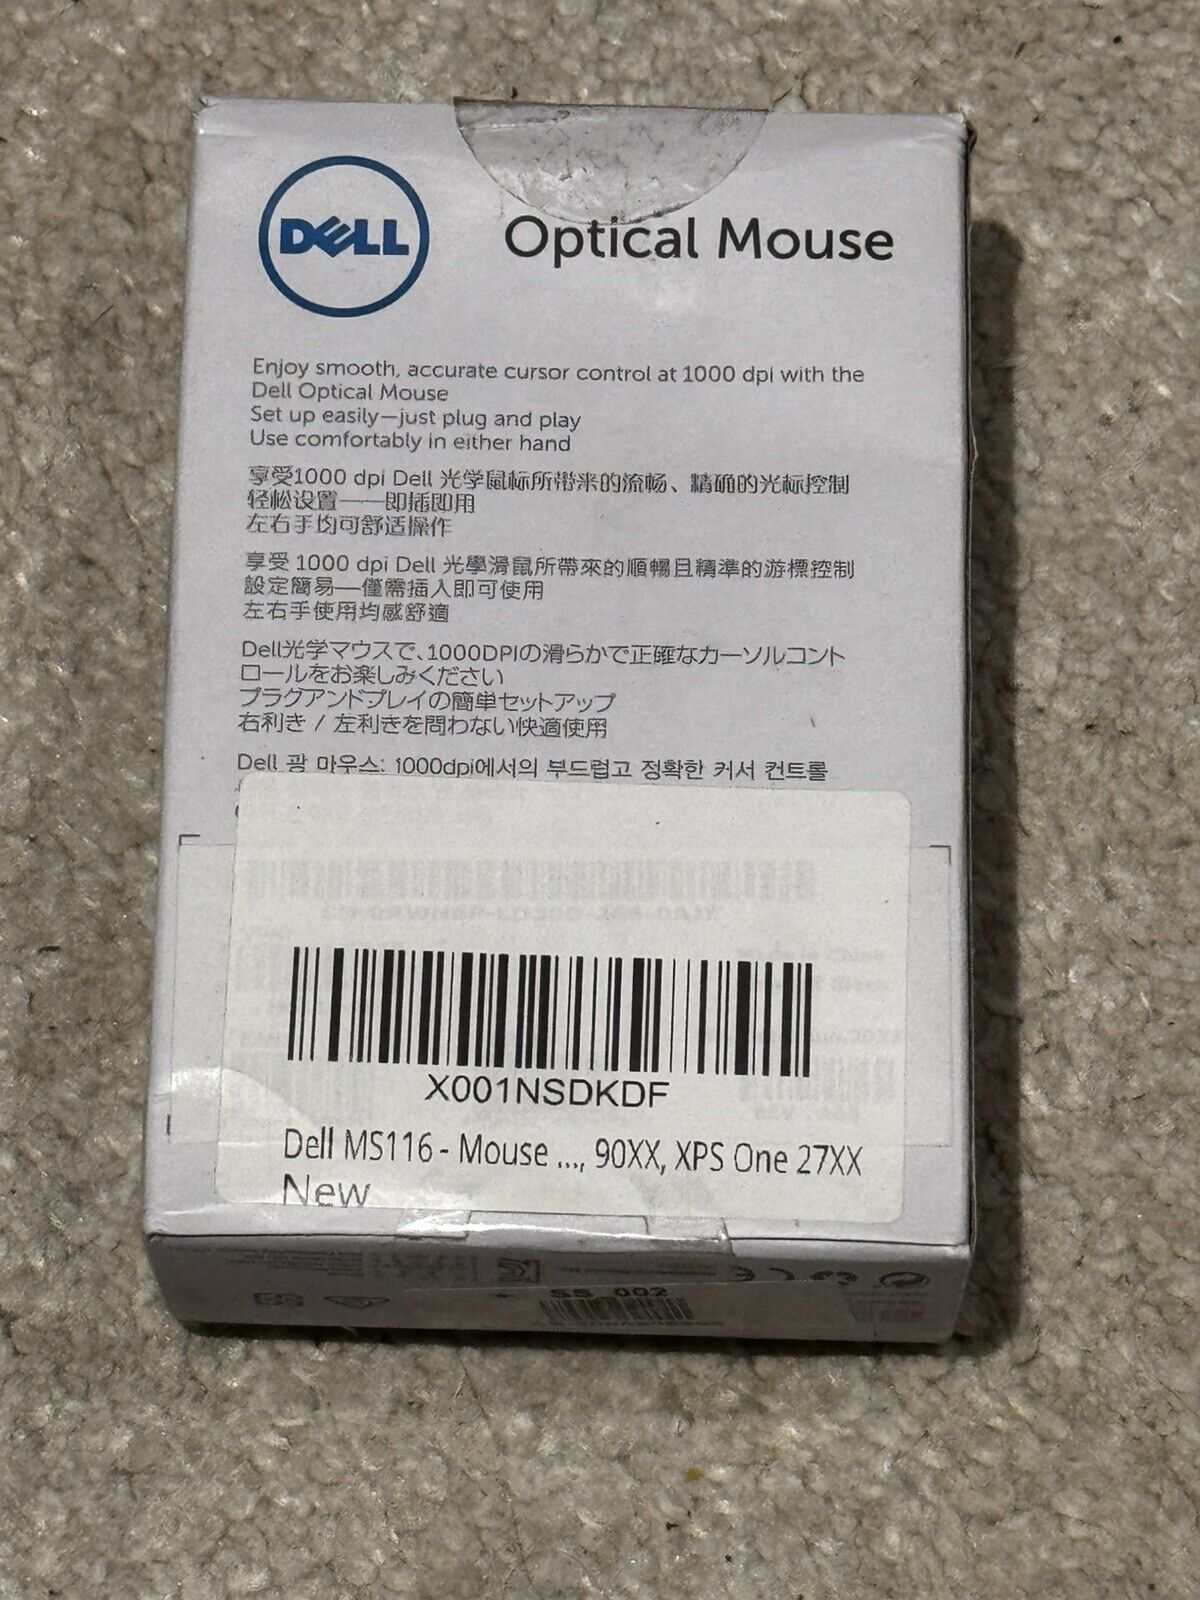 DELL
Optical Mouse
Enjoy smooth, accurate cursor control at 1000 dpi with the
Dell Optical Mouse
Set up easily—just plug and play
Use comfortably in either hand
享受1000 dpi Dell 光学鼠标所带来的流畅、精确的光标控制
轻松设置——即插即用
左右手均可舒适操作
享受 1000 dpi Dell 光學滑鼠所帶來的順暢且精準的游標控制
設定簡易—僅需插入即可使用
左右手使用均感舒適
Dell光学マウスで、1000DPIの滑らかで正確なカーソルコント
ロールをお楽しみください
プラグアンドプレイの簡単セットアップ
右利き / 左利きを問わない快適使用
Dell 광 마우스: 1000dpi에서의 부드럽고 정확한 커서 컨트롤
X001NSDKDF
Dell MS116 - Mouse ..., 90XX, XPS One 27XX
New
SS 002